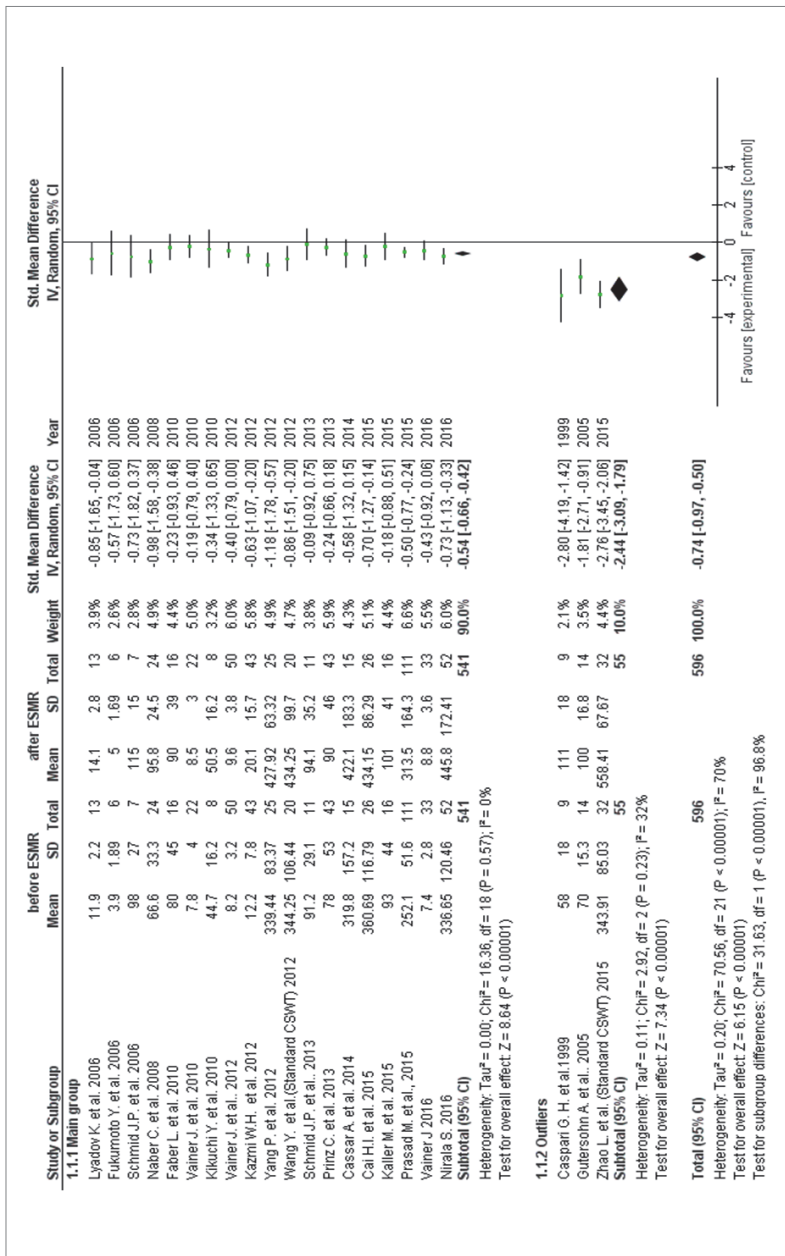 before ESMR after ESMR Std. Mean Difference Std. Mean Difference
Study or Subgroup Mean SD Total Mean SD Total Weight IV, Random, 95% CI Year IV, Random, 95% CI
1.1.1 Main group
Lyadov K. et al. 2006 11.9 2.2 13 14.1 2.8 13 3.9% -0.85 [-1.65, -0.04] 2006
Fukumoto Y. et al. 2006 3.9 1.89 6 5 1.69 6 2.6% -0.57 [-1.73, 0.60] 2006
Schmid J.P. et al. 2006 98 27 7 115 15 7 2.8% -0.73 [-1.82, 0.37] 2006
Naber C. et al. 2008 66.6 33.3 24 95.8 24.5 24 4.9% -0.98 [-1.58, -0.38] 2008
Faber L. et al. 2010 80 45 16 90 39 16 4.4% -0.23 [-0.93, 0.46] 2010
Vainer J. et al. 2010 7.8 4 22 8.5 3 22 5.0% -0.19 [-0.79, 0.40] 2010
Kikuchi Y. et al. 2010 44.7 16.2 8 50.5 16.2 8 3.2% -0.34 [-1.33, 0.65] 2010
Vainer J. et al.. 2012 8.2 3.2 50 9.6 3.8 50 6.0% -0.40 [-0.79, 0.00] 2012
Kazmi W.H. et al. 2012 12.2 7.8 43 20.1 15.7 43 5.8% -0.63 [-1.07, -0.20] 2012
Yang P. et al. 2012 339.44 83.37 25 427.92 63.32 25 4.9% -1.18 [-1.78, -0.57] 2012
Wang Y. et al.(Standard CSWT) 2012 344.25 106.44 20 434.25 99.7 20 4.7% -0.86 [-1.51, -0.20] 2012
Schmid J.P. et al.. 2013 91.2 29.1 11 94.1 35.2 11 3.8% -0.09 [-0.92, 0.75] 2013
Prinz C. et al. 2013 78 53 43 90 46 43 5.9% -0.24 [-0.66, 0.18] 2013
Cassar A. et al. 2014 319.8 157.2 15 422.1 183.3 15 4.3% -0.58 [-1.32, 0.15] 2014
Cai H.I. et al. 2015 360.69 116.79 26 434.15 86.29 26 5.1% -0.70 [-1.27, -0.14] 2015
Kaller M. et al. 2015 93 44 16 101 41 16 4.4% -0.18 [-0.88, 0.51] 2015
Prasad M. et al., 2015 252.1 51.6 111 313.5 164.3 111 6.6% -0.50 [-0.77, -0.24] 2015
Vainer J 2016 7.4 2.8 33 8.8 3.6 33 5.5% -0.43 [-0.92, 0.06] 2016
Nirala S. 2016 336.65 120.46 52 445.8 172.41 52 6.0% -0.73 [-1.13, -0.33] 2016
Subtotal (95% CI) 541 541 90.0% -0.54 [-0.66, -0.42]
Heterogeneity: Tau² = 0.00; Chi² = 16.36, df = 18 (P = 0.57); I² = 0%
Test for overall effect: Z = 8.64 (P < 0.00001)
1.1.2 Outliers
Caspari G. H. et al.1999 58 18 9 111 18 9 2.1% -2.80 [-4.19, -1.42] 1999
Gutersohn A. et al.. 2005 70 15.3 14 100 16.8 14 3.5% -1.81 [-2.71, -0.91] 2005
Zhao L. et al. (Standard CSWT) 2015 343.91 85.03 32 558.41 67.67 32 4.4% -2.76 [-3.45, -2.06] 2015
Subtotal (95% CI) 55 55 10.0% -2.44 [-3.09, -1.79]
Heterogeneity: Tau² = 0.11; Chi² = 2.92, df = 2 (P = 0.23); I² = 32%
Test for overall effect: Z = 7.34 (P < 0.00001)
Total (95% CI) 596 596 100.0% -0.74 [-0.97, -0.50]
Heterogeneity: Tau² = 0.20; Chi² = 70.56, df = 21 (P < 0.00001); I² = 70%
Test for overall effect: Z = 6.15 (P < 0.00001)
Test for subgroup differences: Chi² = 31.63, df = 1 (P < 0.00001), I² = 96.8%
-4 -2 0 2 4
Favours [experimental] Favours [control]